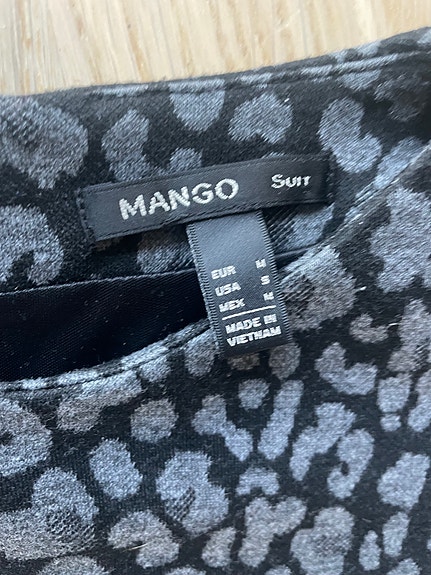 MANGO Suit
EUR M
USA S
MEX M
MADE IN
VIETNAM